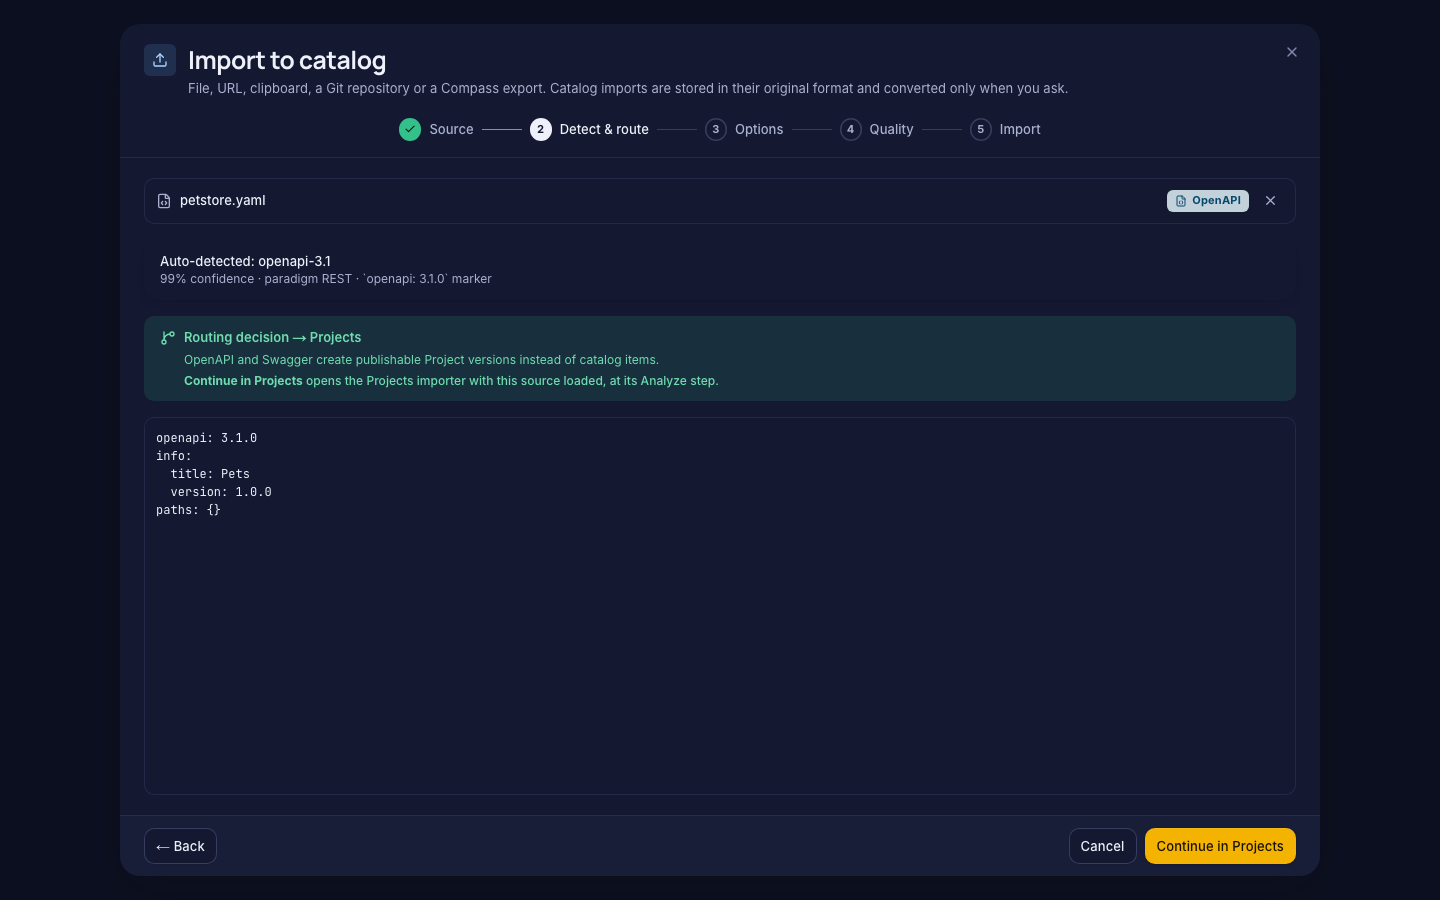 Import to catalog
File, URL, clipboard, a Git repository or a Compass export. Catalog imports are stored in their original format and converted only when you ask.
Source
2 Detect & route
3 Options
4 Quality
5 Import
petstore.yaml
OpenAPI
Auto-detected: openapi-3.1
99% confidence · paradigm REST · `openapi: 3.1.0` marker
Routing decision → Projects
OpenAPI and Swagger create publishable Project versions instead of catalog items.
Continue in Projects opens the Projects importer with this source loaded, at its Analyze step.
openapi: 3.1.0
info:
  title: Pets
  version: 1.0.0
paths: {}
← Back
Cancel
Continue in Projects